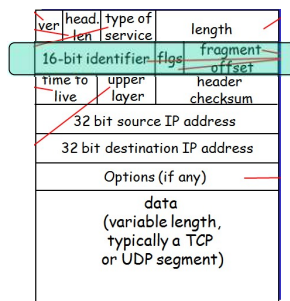 ver head. len type of service length
16-bit identifier flgs fragment offset
time to live upper layer header checksum
32 bit source IP address
32 bit destination IP address
Options (if any)
data
(variable length,
typically a TCP
or UDP segment)